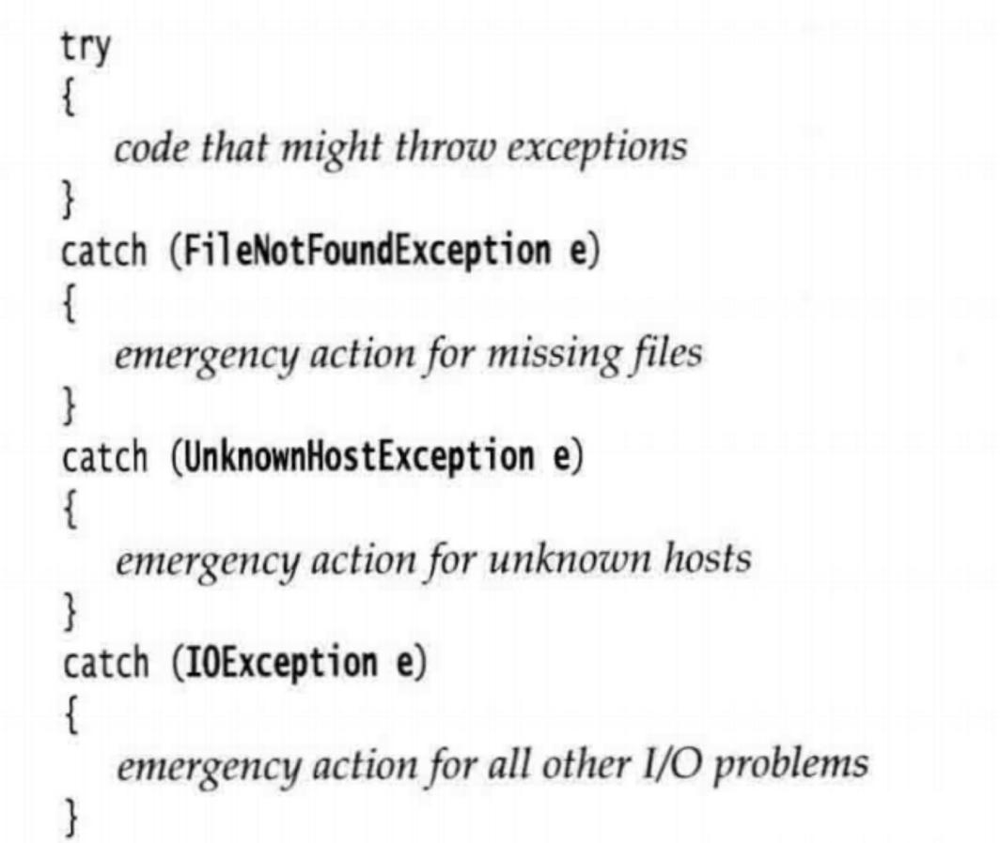 try
{
code that might throw exceptions
}
catch (FileNotFoundException e)
{
emergency action for missing files
}
catch (UnknownHostException e)
{
emergency action for unknown hosts
}
catch (IOException e)
{
emergency action for all other I/O problems
}